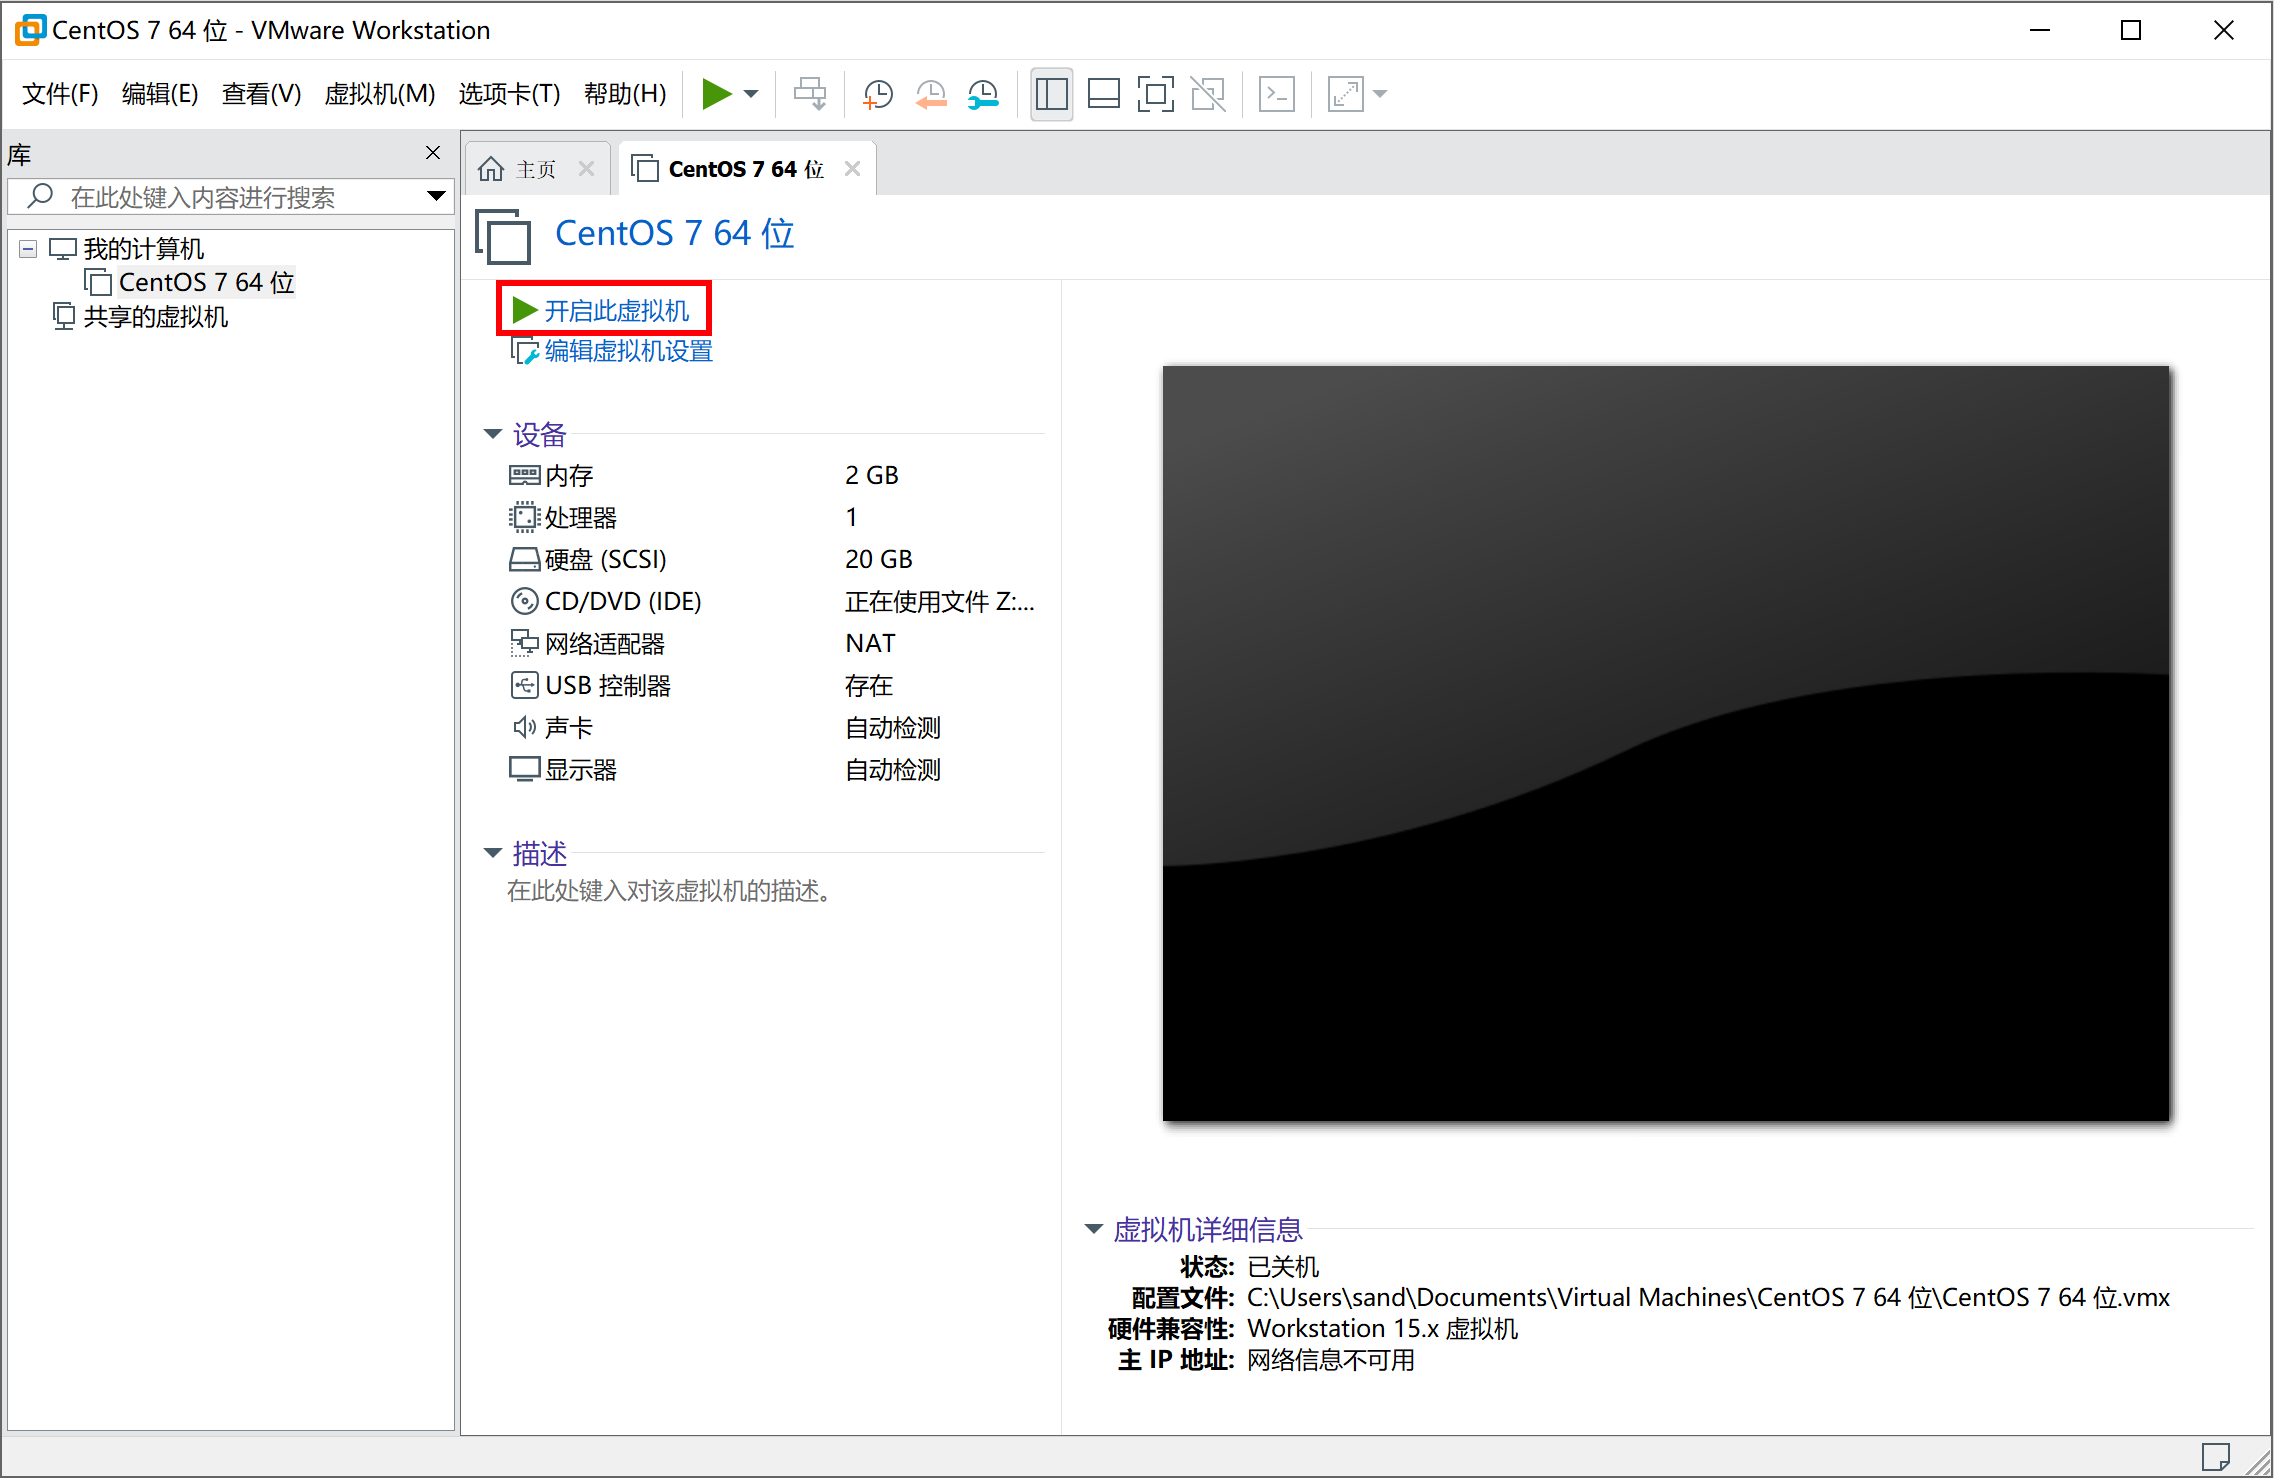 CentOS 7 64 位 - VMware Workstation
文件(F) 编辑(E) 查看(V) 虚拟机(M) 选项卡(T) 帮助(H)
库
在此处键入内容进行搜索
我的计算机
CentOS 7 64 位
共享的虚拟机
主页
CentOS 7 64 位
CentOS 7 64 位
开启此虚拟机
编辑虚拟机设置
设备
内存 2 GB
处理器 1
硬盘 (SCSI) 20 GB
CD/DVD (IDE) 正在使用文件 Z:...
网络适配器 NAT
USB 控制器 存在
声卡 自动检测
显示器 自动检测
描述
在此处键入对该虚拟机的描述。
虚拟机详细信息
状态: 已关机
配置文件: C:\Users\sand\Documents\Virtual Machines\CentOS 7 64 位\CentOS 7 64 位.vmx
硬件兼容性: Workstation 15.x 虚拟机
主 IP 地址: 网络信息不可用